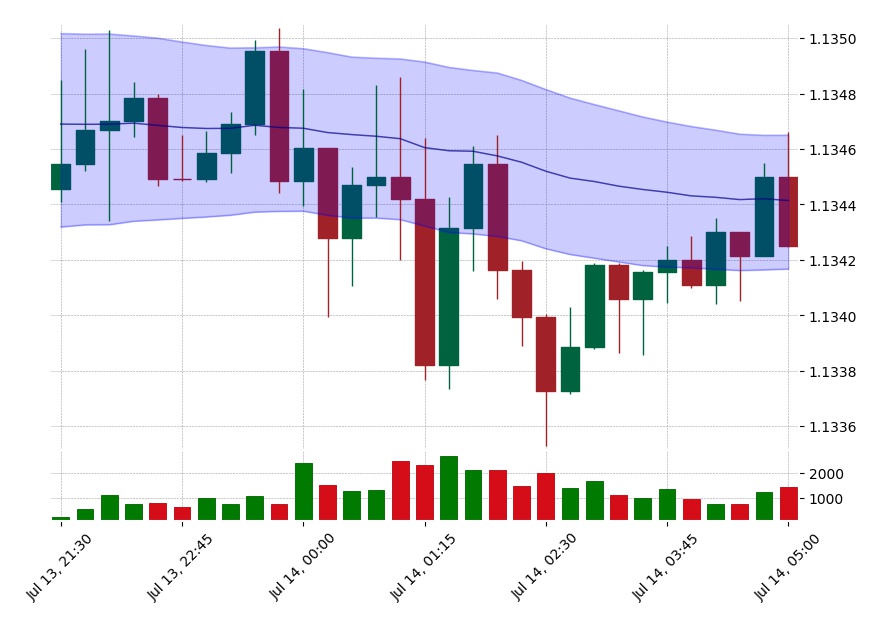 1.1350
1.1348
1.1346
1.1344
1.1342
1.1340
1.1338
1.1336
2000
1000
Jul 13, 21:30
Jul 13, 22:45
Jul 14, 00:00
Jul 14, 01:15
Jul 14, 02:30
Jul 14, 03:45
Jul 14, 05:00